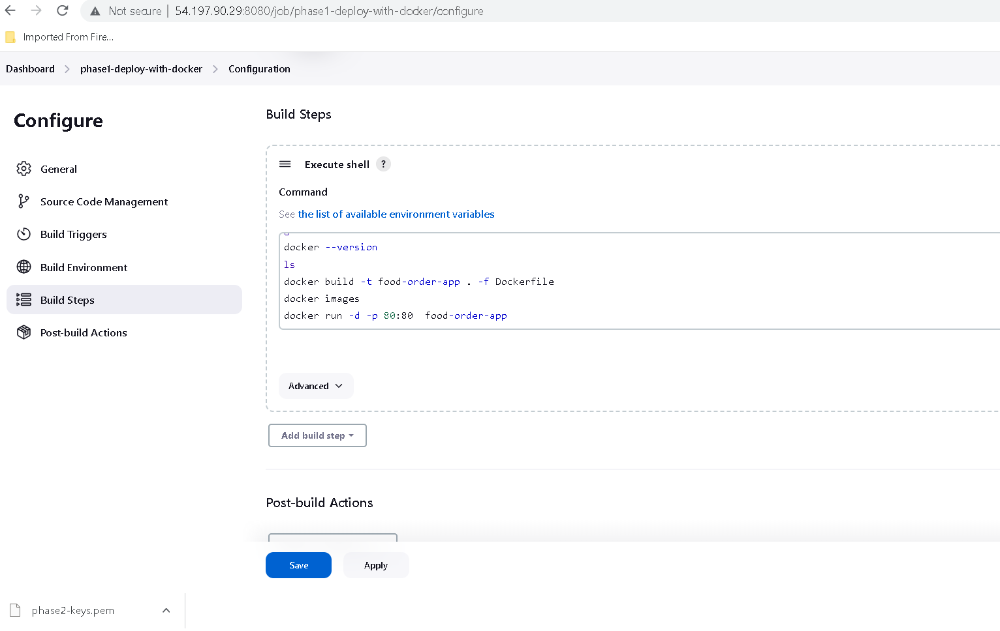 Not secure | 54.197.90.29:8080/job/phase1-deploy-with-docker/configure
Imported From Fire...
Dashboard > phase1-deploy-with-docker > Configuration
Configure
General
Source Code Management
Build Triggers
Build Environment
Build Steps
Post-build Actions
Build Steps
Execute shell ?
Command
See the list of available environment variables
docker --version
ls
docker build -t food-order-app . -f Dockerfile
docker images
docker run -d -p 80:80  food-order-app
Advanced
Add build step
Post-build Actions
Save
Apply
phase2-keys.pem